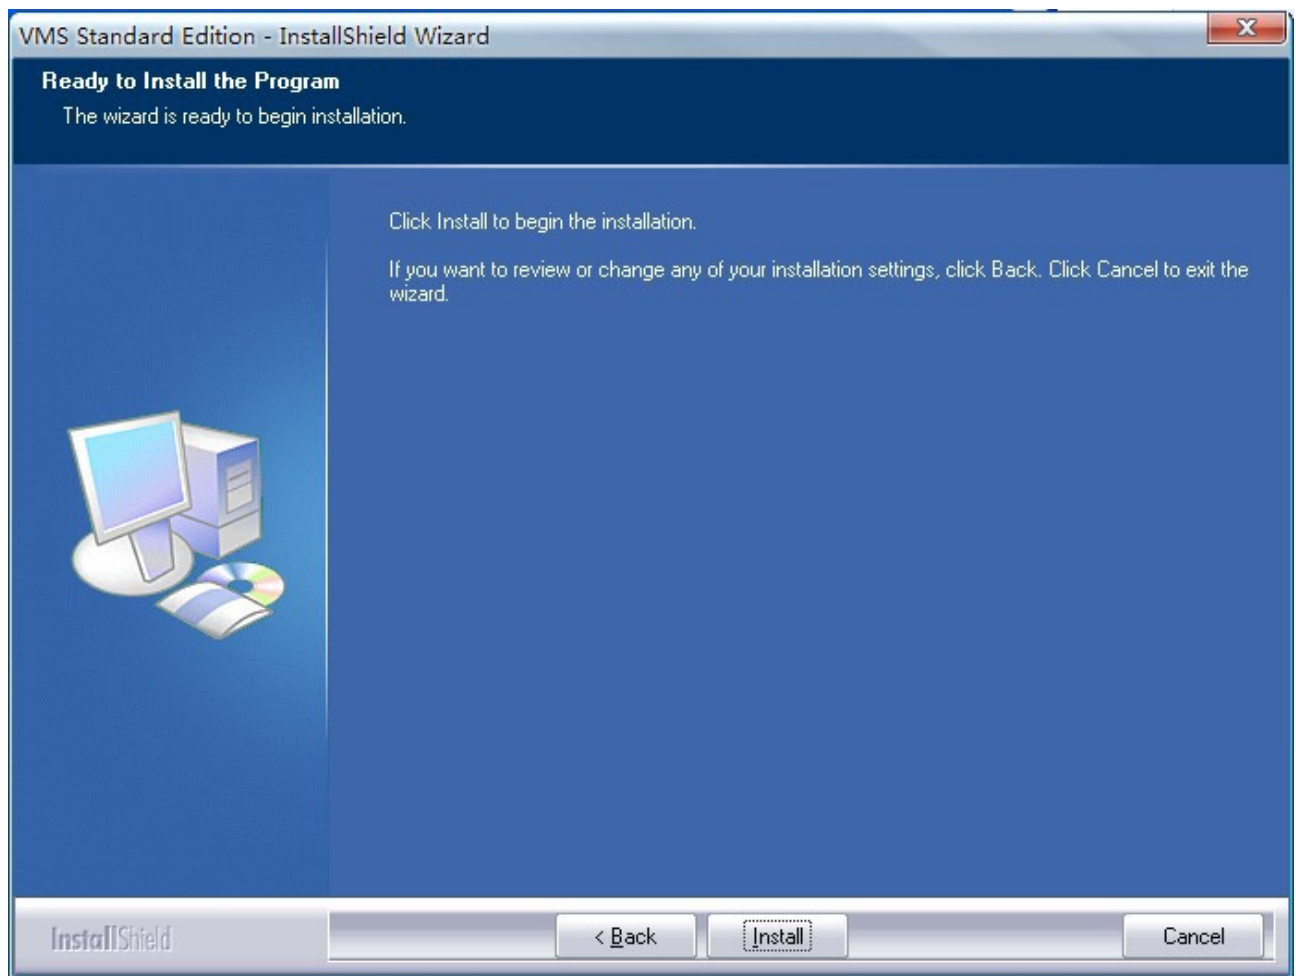 VMS Standard Edition - InstallShield Wizard
Ready to Install the Program
The wizard is ready to begin installation.
Click Install to begin the installation.
If you want to review or change any of your installation settings, click Back. Click Cancel to exit the
wizard.
InstallShield
< Back
Install
Cancel